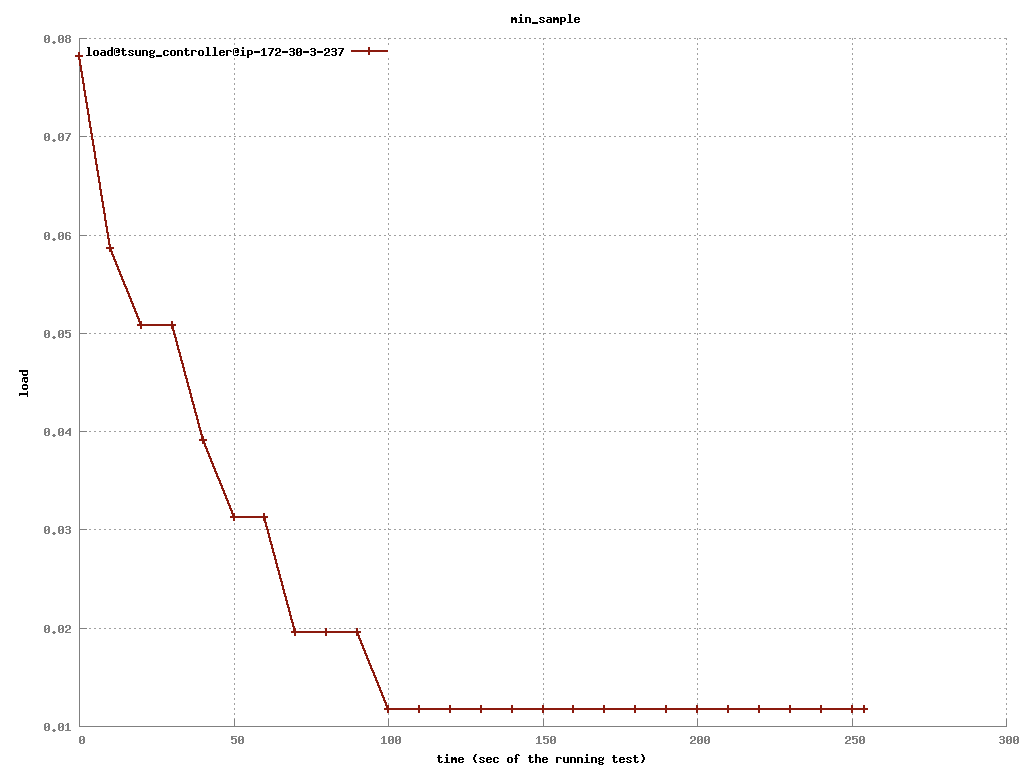 min_sample
0.08
load@tsung_controller@ip-172-30-3-237
0.07
0.06
0.05
load
0.04
0.03
0.02
0.01
0 50 100 150 200 250 300
time (sec of the running test)